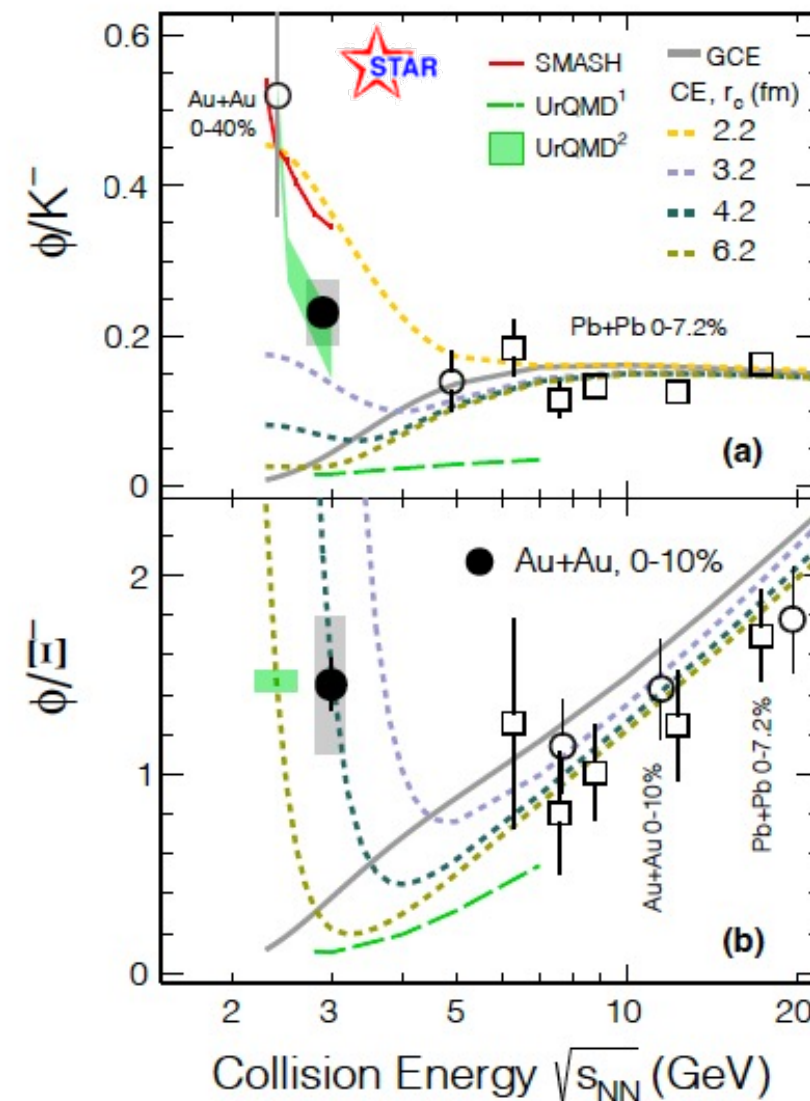 0.6
0.4
0.2
0
ϕ/K⁻
Au+Au
0-40%
STAR
SMASH
UrQMD¹
UrQMD²
GCE
CE, r_c (fm)
2.2
3.2
4.2
6.2
Pb+Pb 0-7.2%
(a)
2
1
0
ϕ/Ξ⁻
Au+Au, 0-10%
Au+Au 0-10%
Pb+Pb 0-7.2%
(b)
2 3 5 10 20
Collision Energy √s_NN (GeV)